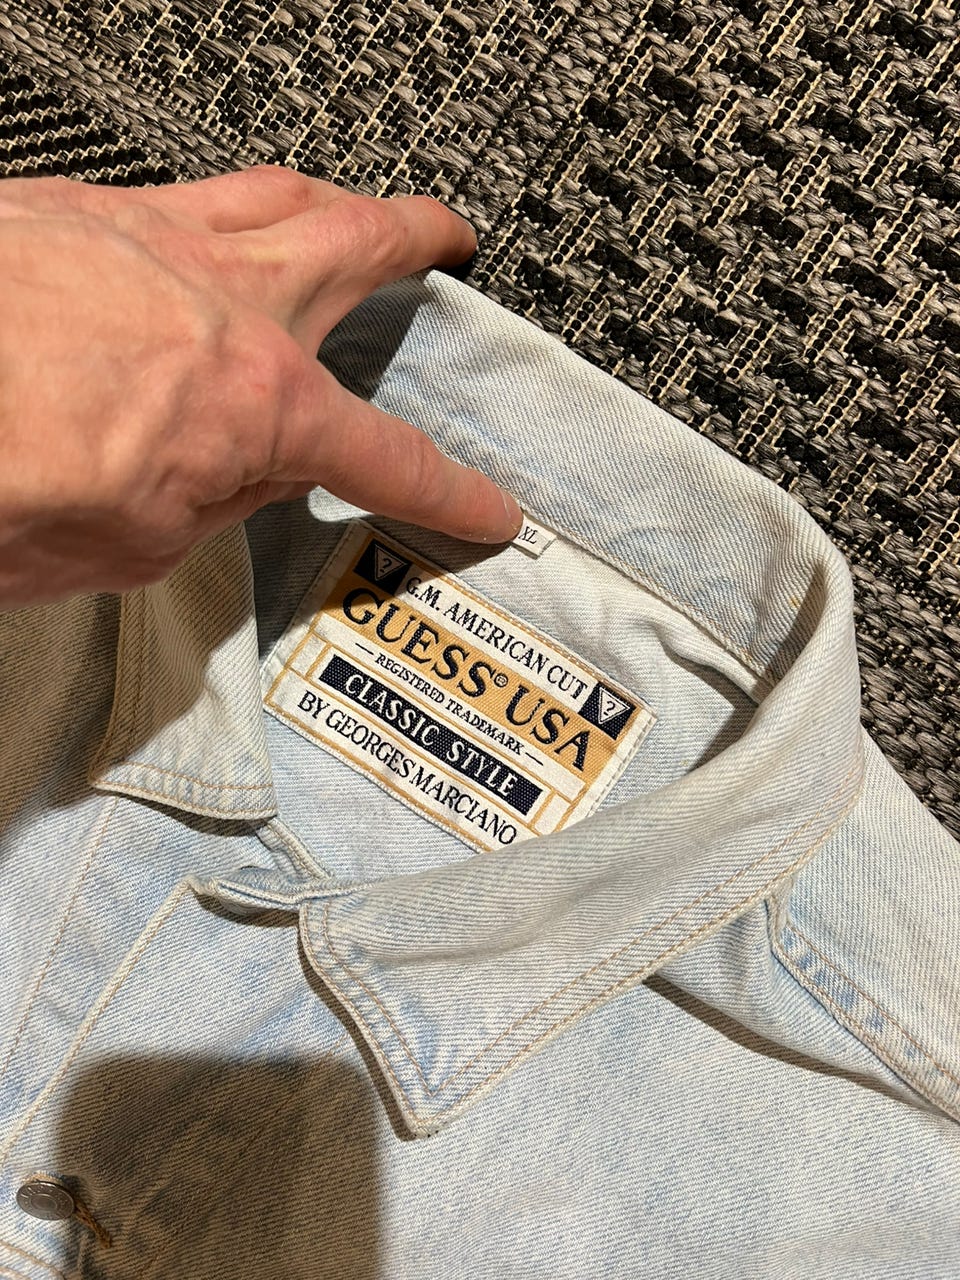 XL
?
G.M. AMERICAN CUT
?
GUESS® USA
— REGISTERED TRADEMARK —
CLASSIC STYLE
BY GEORGES MARCIANO